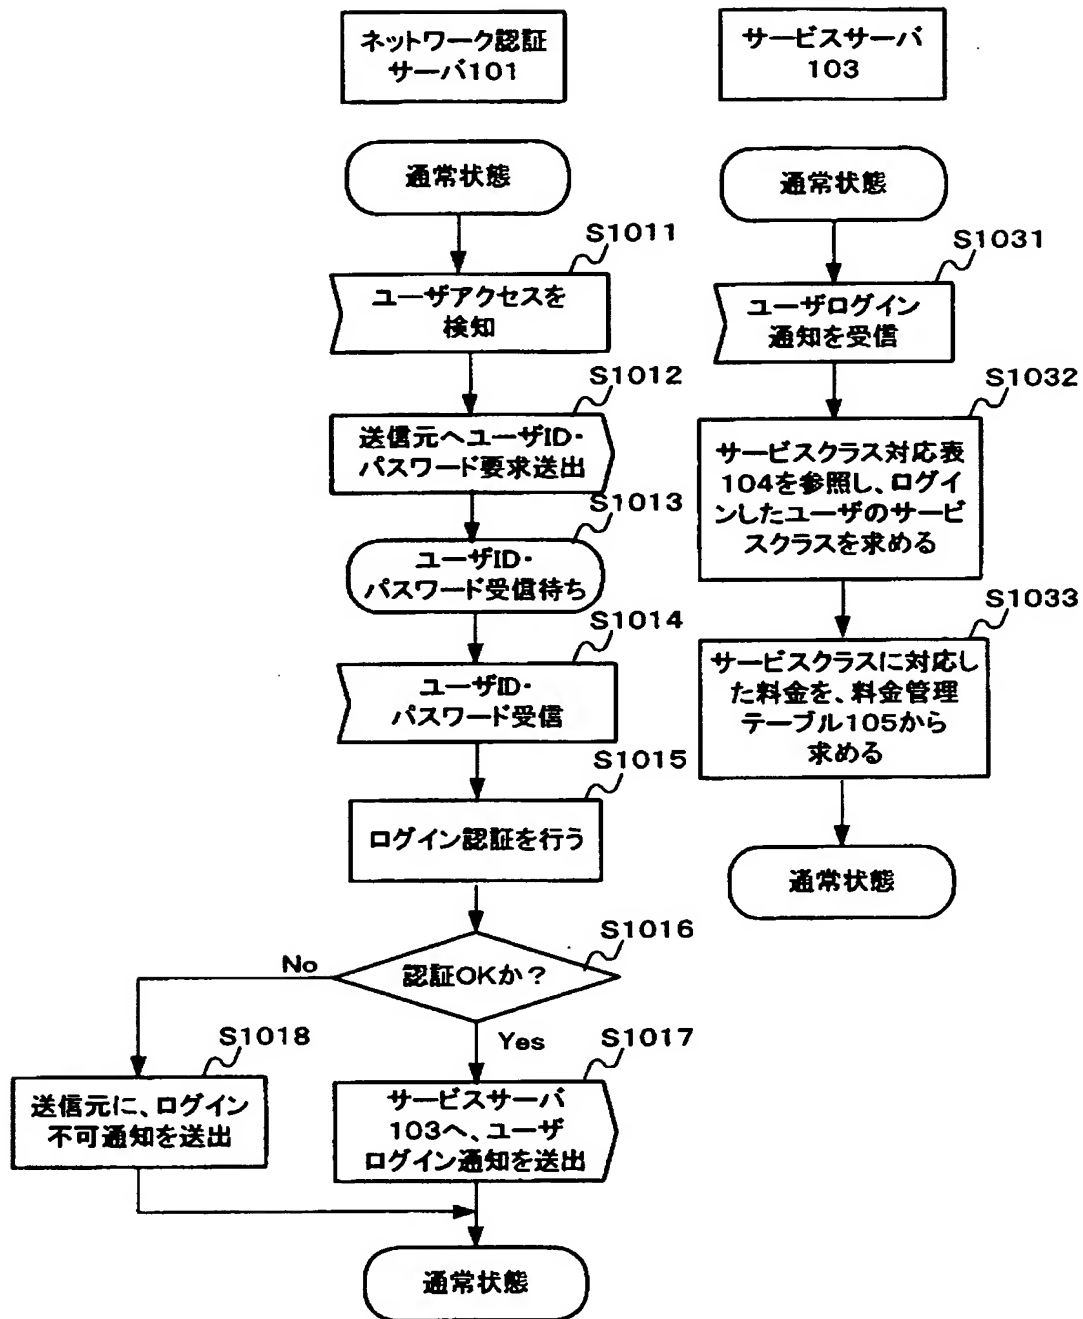 ネットワーク認証
サーバ101
通常状態
S1011
ユーザアクセスを
検知
S1012
送信元へユーザID・
パスワード要求送出
S1013
ユーザID・
パスワード受信待ち
S1014
ユーザID・
パスワード受信
S1015
ログイン認証を行う
S1016
認証OKか？
No
Yes
S1018
送信元に、ログイン
不可通知を送出
S1017
サービスサーバ
103へ、ユーザ
ログイン通知を送出
通常状態
サービスサーバ
103
通常状態
S1031
ユーザログイン
通知を受信
S1032
サービスクラス対応表
104を参照し、ログイ
ンしたユーザのサービ
スクラスを求める
S1033
サービスクラスに対応し
た料金を、料金管理
テーブル105から
求める
通常状態